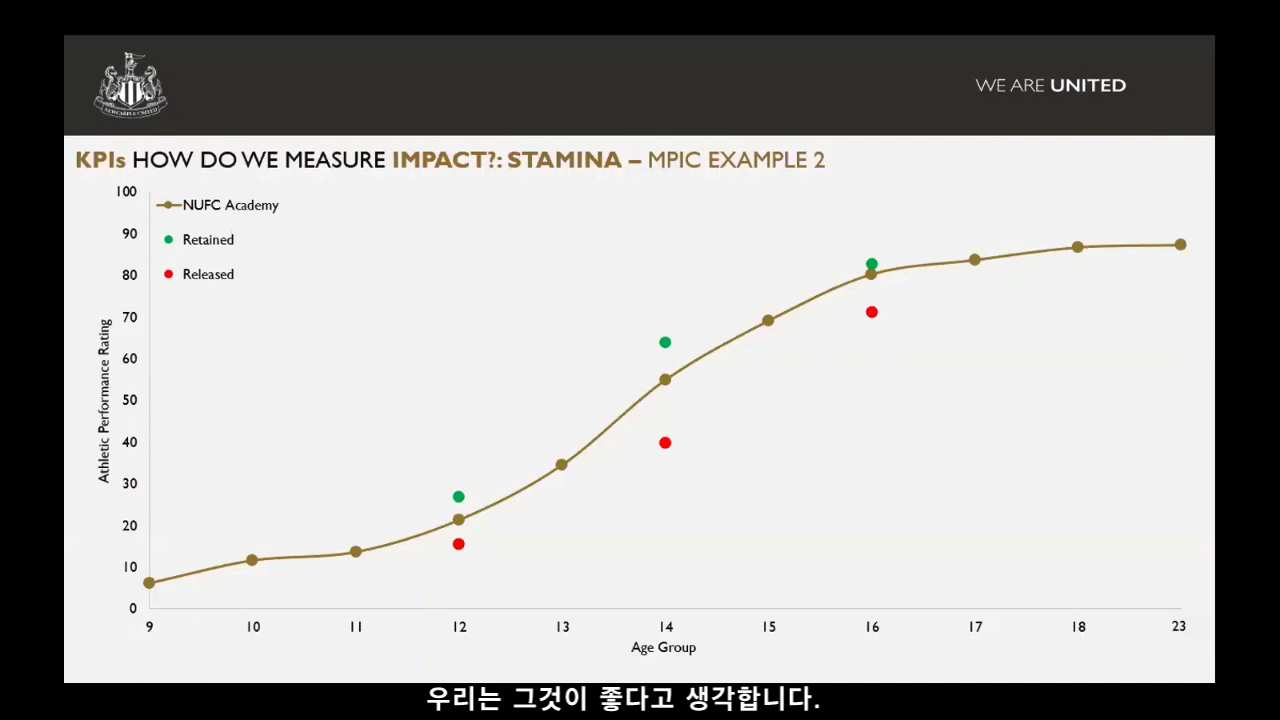 NEWCASTLE UNITED
WE ARE UNITED
KPIs HOW DO WE MEASURE IMPACT?: STAMINA – MPIC EXAMPLE 2
100
90
80
70
60
50
40
30
20
10
0
Athletic Performance Rating
NUFC Academy
Retained
Released
9 10 11 12 13 14 15 16 17 18 23
Age Group
우리는 그것이 좋다고 생각합니다.